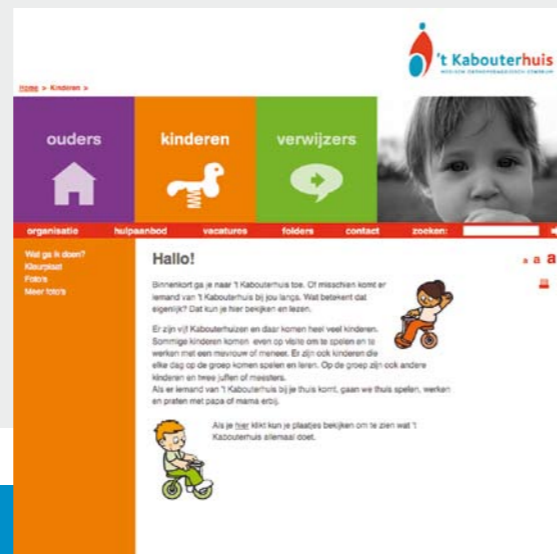 't Kabouterhuis
MEDISCH ORTHOPEDAGOGISCH CENTRUM
Home > Kinderen >
ouders
kinderen
verwijzers
organisatie
hulpaanbod
vacatures
folders
contact
zoeken:
Wat ga ik doen?
Kleurplaat
Foto's
Meer foto's
Hallo!
a a a
Binnenkort ga je naar 't Kabouterhuis toe. Of misschien komt er
iemand van 't Kabouterhuis bij jou langs. Wat betekent dat
eigenlijk? Dat kun je hier bekijken en lezen.
Er zijn vijf Kabouterhuizen en daar komen heel veel kinderen.
Sommige kinderen komen even op visite om te spelen en te
werken met een mevrouw of meneer. Er zijn ook kinderen die
elke dag op de groep komen spelen en leren. Op de groep zijn ook andere
kinderen en twee juffen of meesters.
Als er iemand van 't Kabouterhuis bij je thuis komt, gaan we thuis spelen, werken
en praten met papa of mama erbij.
Als je hier klikt kun je plaatjes bekijken om te zien wat 't
Kabouterhuis allemaal doet.